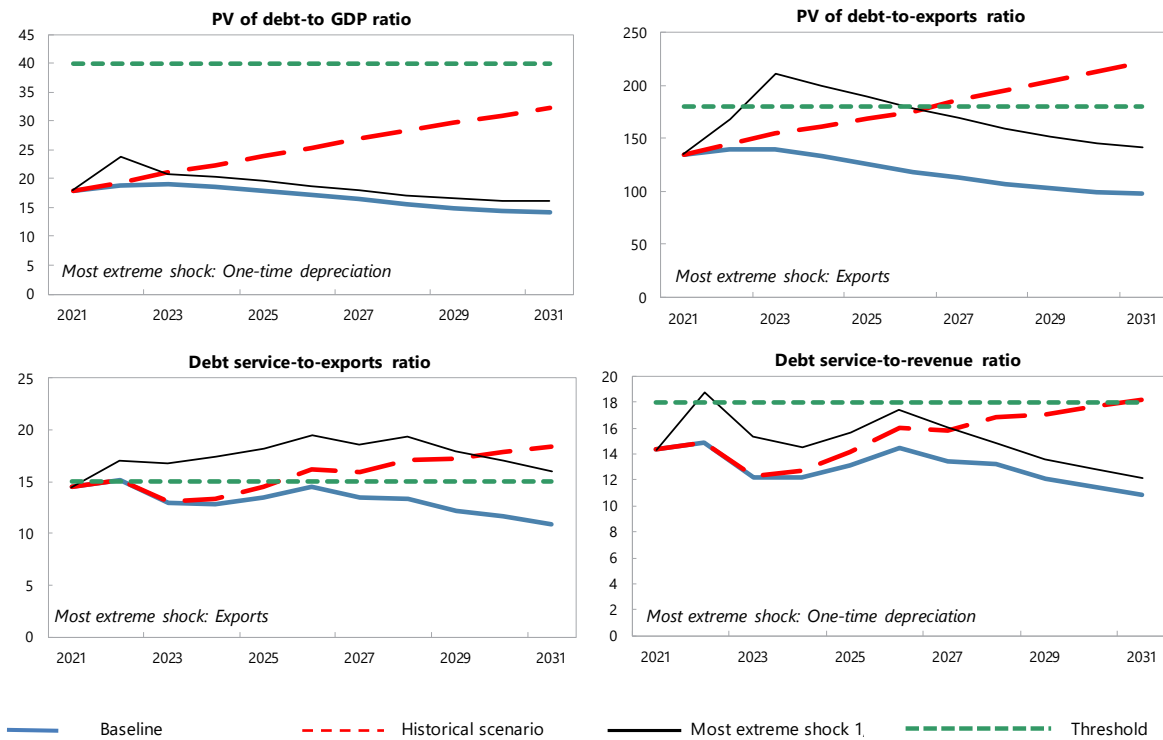 PV of debt-to GDP ratio
45
40
35
30
25
20
15
10
5
0
Most extreme shock: One-time depreciation
2021 2023 2025 2027 2029 2031
PV of debt-to-exports ratio
250
200
150
100
50
0
Most extreme shock: Exports
2021 2023 2025 2027 2029 2031
Debt service-to-exports ratio
25
20
15
10
5
0
Most extreme shock: Exports
2021 2023 2025 2027 2029 2031
Debt service-to-revenue ratio
20
18
16
14
12
10
8
6
4
2
0
Most extreme shock: One-time depreciation
2021 2023 2025 2027 2029 2031
Baseline Historical scenario Most extreme shock 1, Threshold